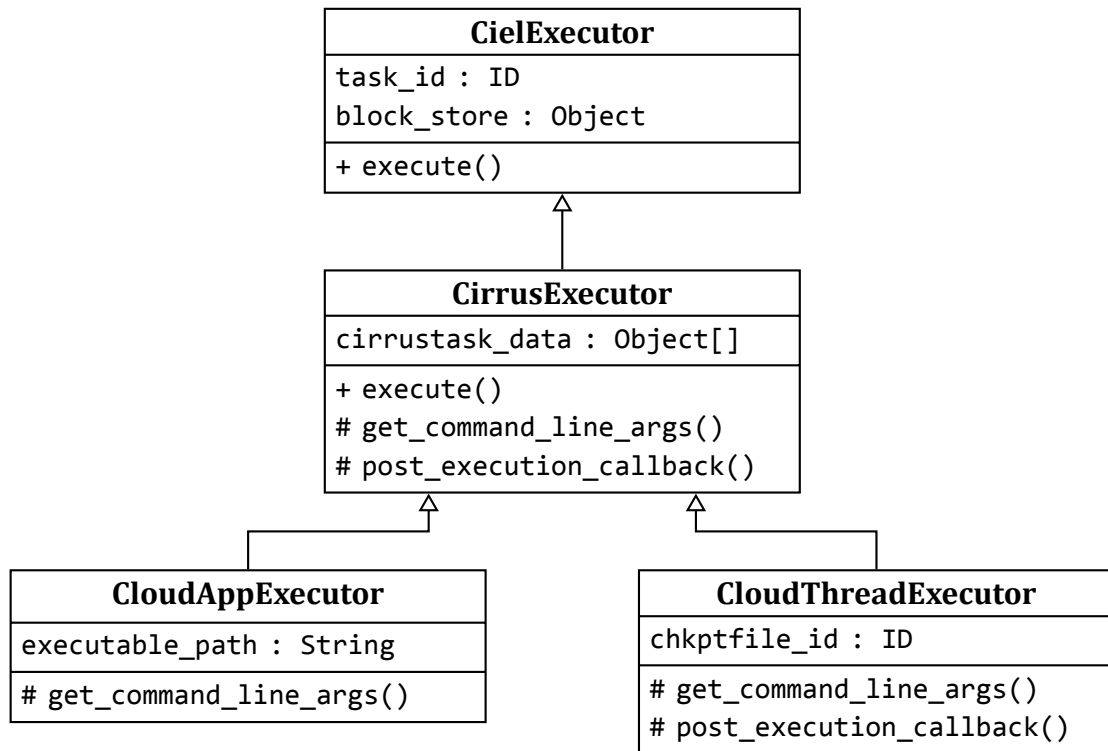 CielExecutor
task_id : ID
block_store : Object
+ execute()
CirrusExecutor
cirrustask_data : Object[]
+ execute()
# get_command_line_args()
# post_execution_callback()
CloudAppExecutor
executable_path : String
# get_command_line_args()
CloudThreadExecutor
chkptfile_id : ID
# get_command_line_args()
# post_execution_callback()